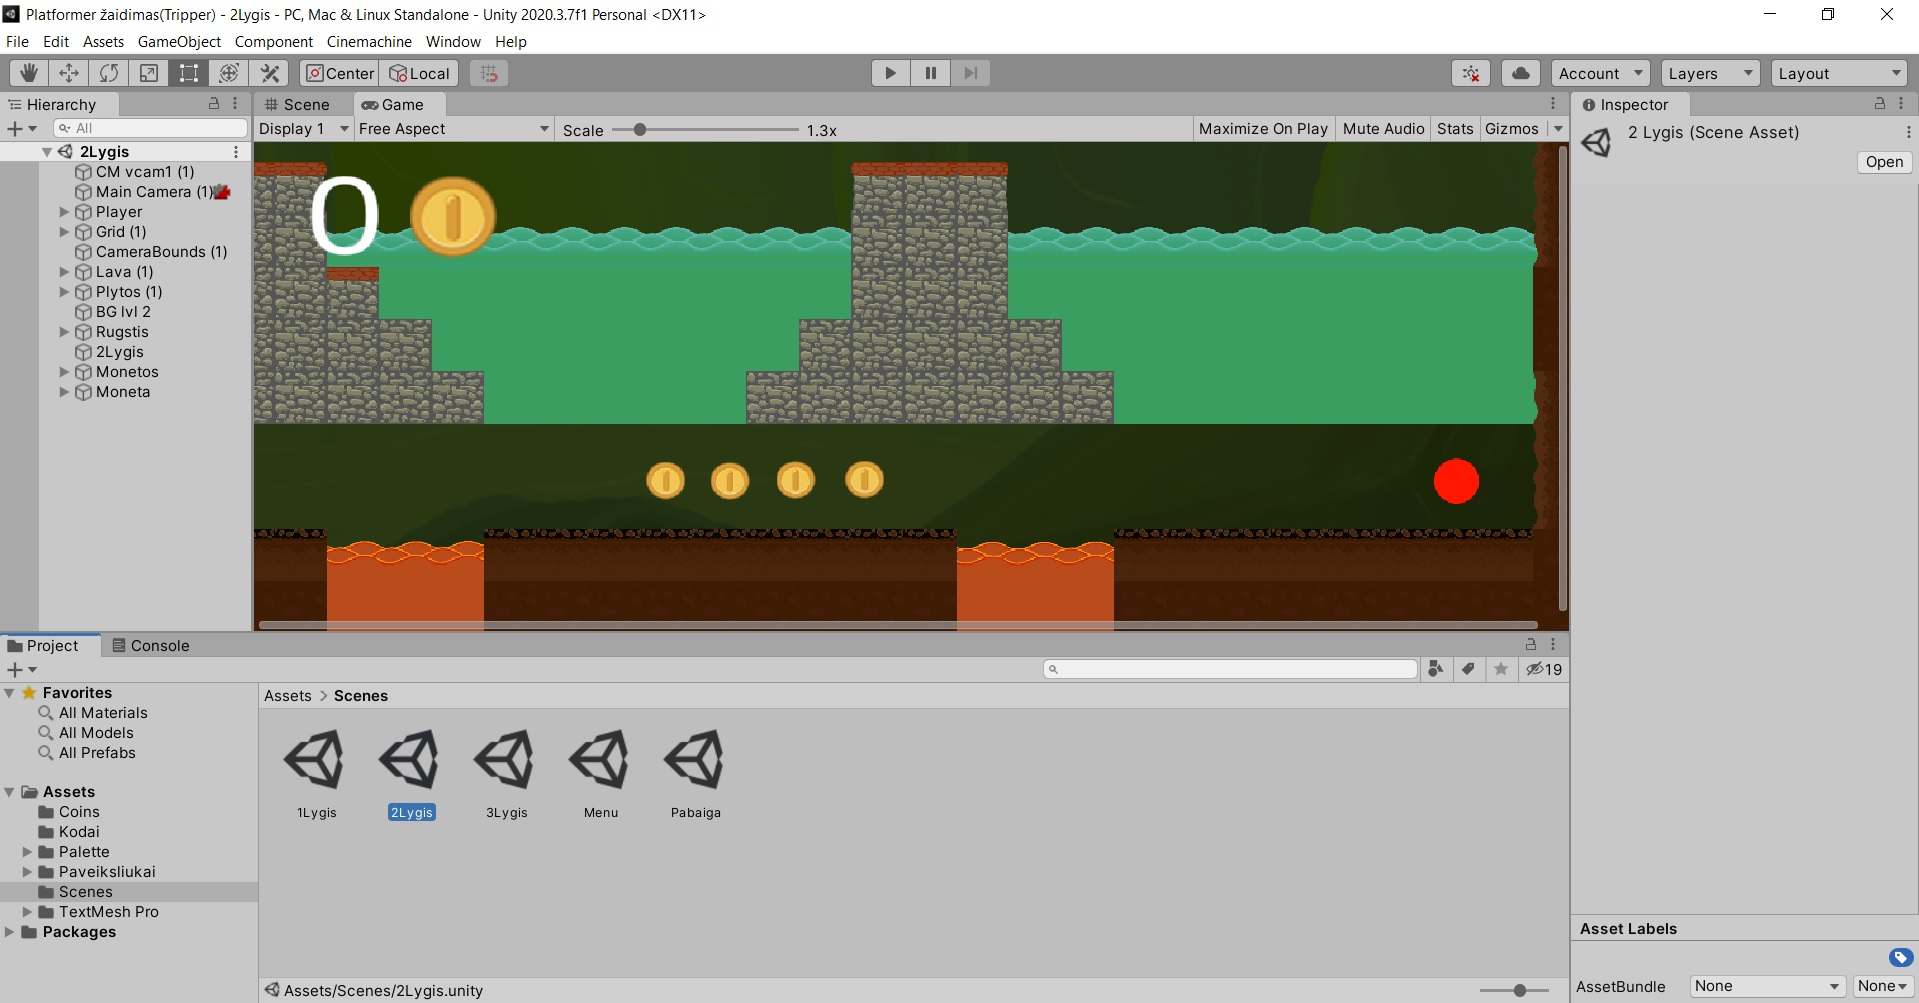 Platformer žaidimas(Tripper) - 2Lygis - PC, Mac & Linux Standalone - Unity 2020.3.7f1 Personal <DX11>
File Edit Assets GameObject Component Cinemachine Window Help
Center Local Account Layers Layout
Hierarchy
All
2Lygis
CM vcam1 (1)
Main Camera (1)
Player
Grid (1)
CameraBounds (1)
Lava (1)
Plytos (1)
BG lvl 2
Rugstis
2Lygis
Monetos
Moneta
Scene Game
Display 1 Free Aspect Scale 1.3x Maximize On Play Mute Audio Stats Gizmos
0
Inspector
2 Lygis (Scene Asset)
Open
Project Console
19
Favorites
All Materials
All Models
All Prefabs
Assets
Coins
Kodai
Palette
Paveiksliukai
Scenes
TextMesh Pro
Packages
Assets > Scenes
1Lygis 2Lygis 3Lygis Menu Pabaiga
Assets/Scenes/2Lygis.unity
Asset Labels
AssetBundle None None